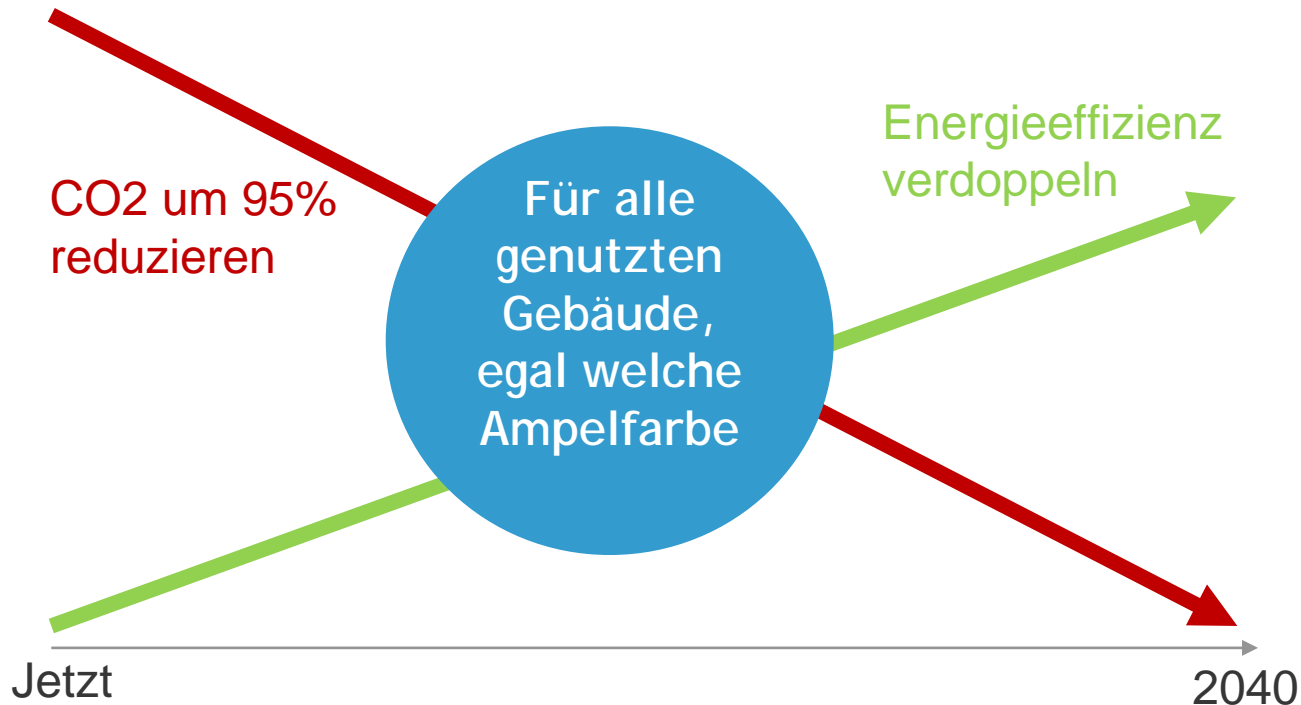 CO2 um 95%
reduzieren
Für alle
genutzten
Gebäude,
egal welche
Ampelfarbe
Energieeffizienz
verdoppeln
Jetzt
2040